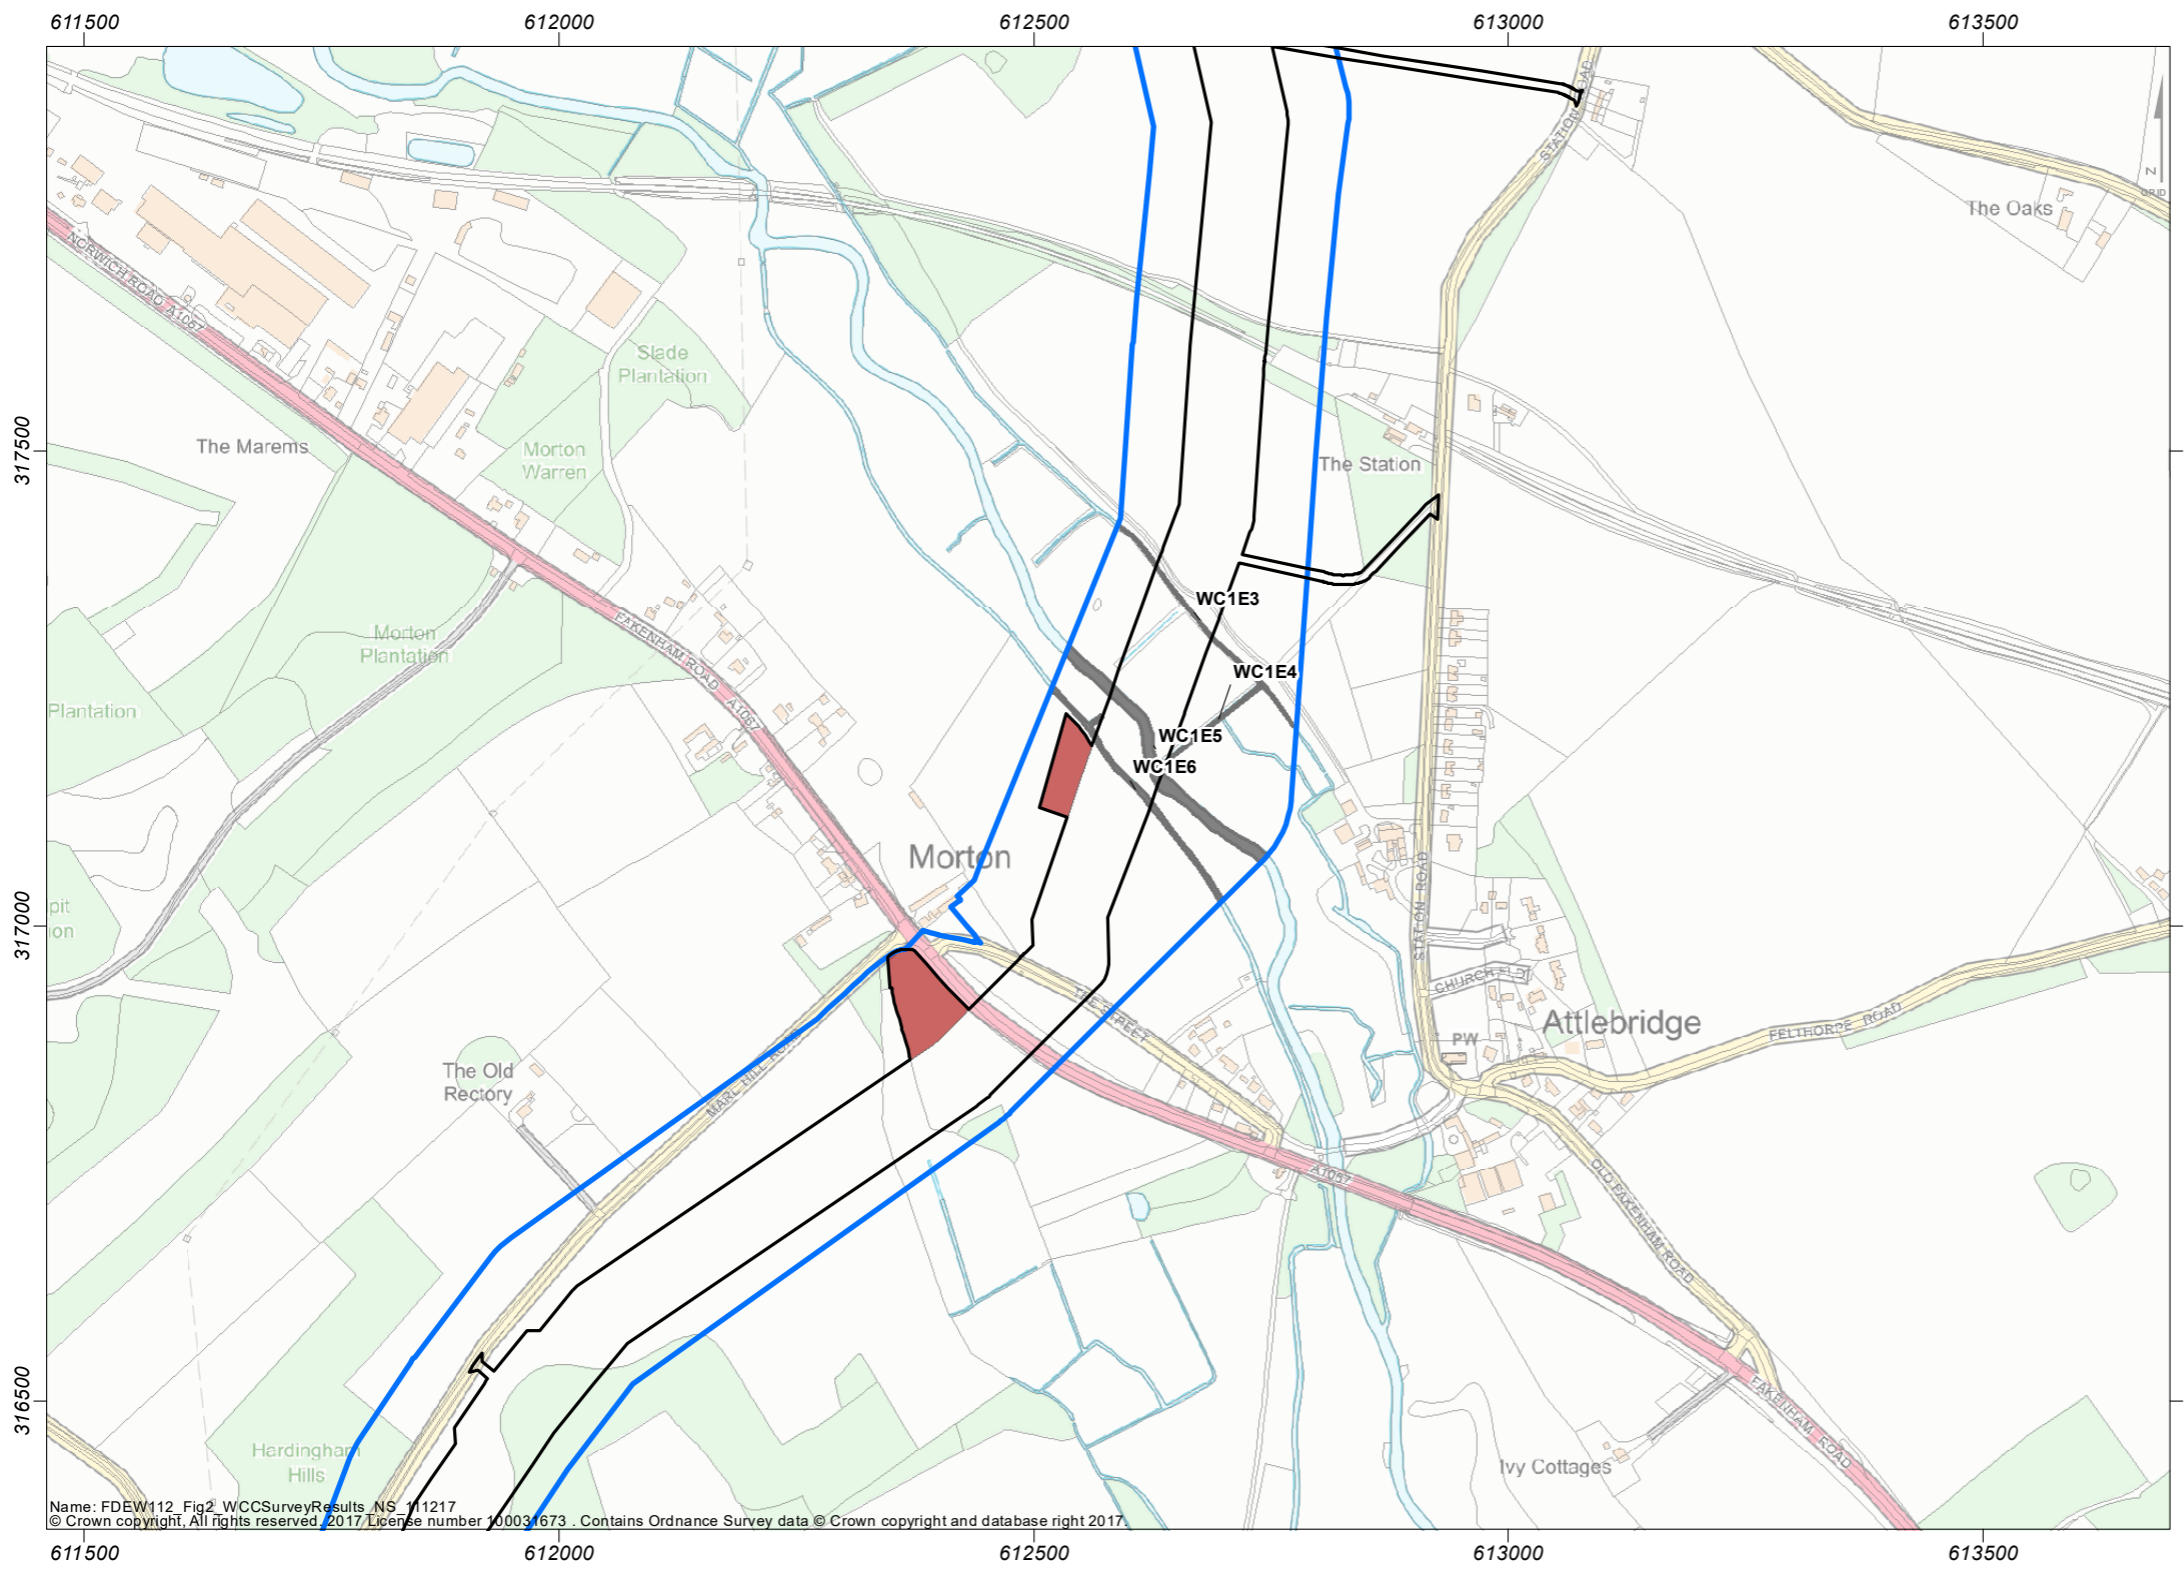 611500
612000
612500
613000
613500
STATION ROAD
N
GRID
The Oaks
NORWICH ROAD A1067
317500
Slade
Plantation
The Marems
Morton
Warren
The Station
WC1E3
FAKENHAM ROAD A1067
Morton
Plantation
WC1E4
Plantation
WC1E5
WC1E6
Morton
pit
ion
317000
STATION ROAD
CHURCH FLD
THE STREET
Attlebridge
FELTHORPE ROAD
PW
The Old
Rectory
MARL HILL ROAD
A1067
OLD FAKENHAM ROAD
316500
FAKENHAM ROAD
Hardingham
Hills
Ivy Cottages
Name: FDEW112_Fig2_WCCSurveyResults_NS_111217
© Crown copyright, All rights reserved. 2017 License number 100031673 . Contains Ordnance Survey data © Crown copyright and database right 2017.
611500
612000
612500
613000
613500